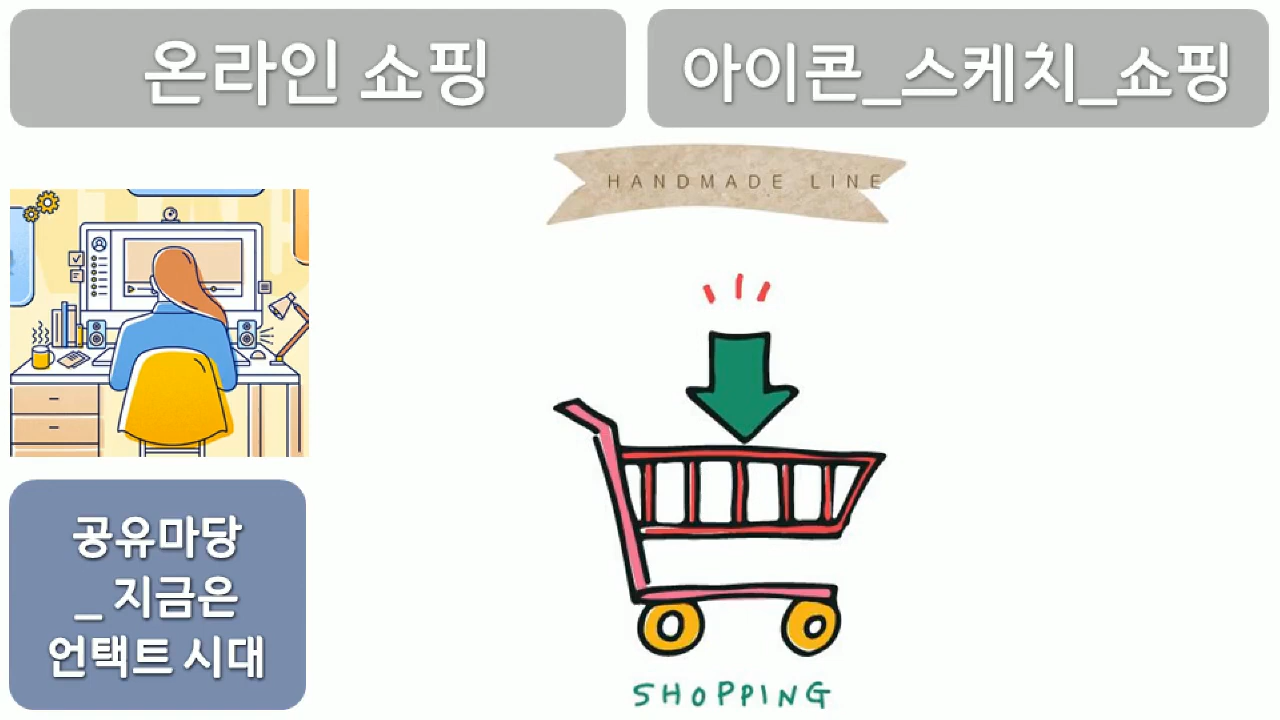 온라인 쇼핑
아이콘_스케치_쇼핑
HANDMADE LINE
공유마당
_ 지금은
언택트 시대
SHOPPING